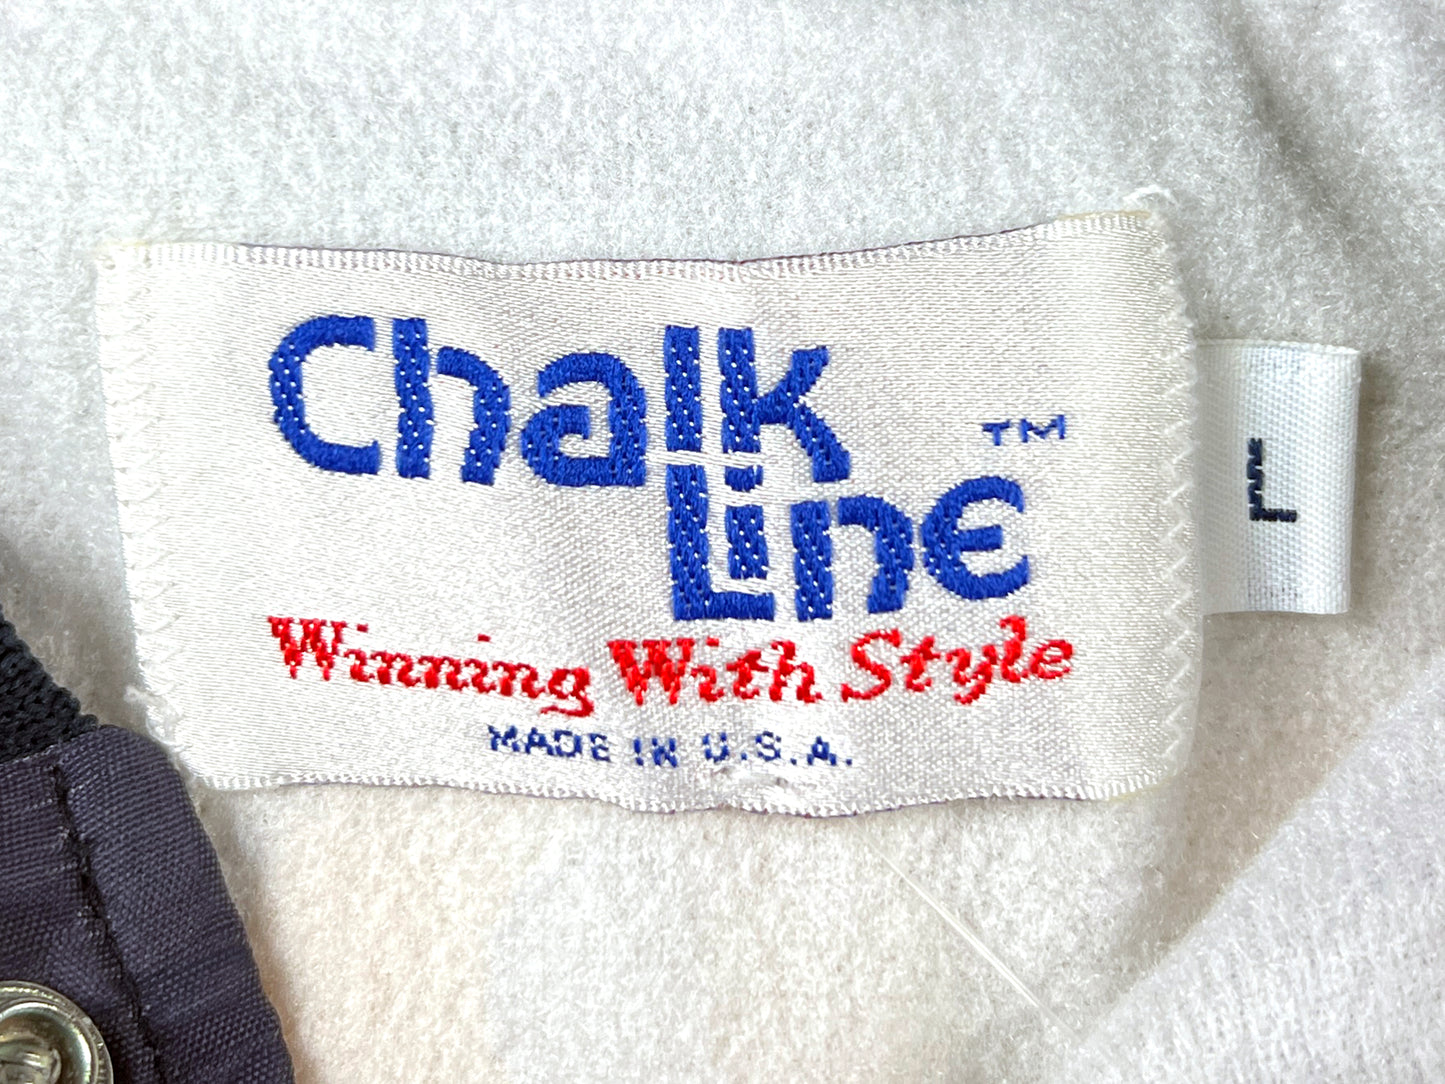 Chalk
Line™
Winning With Style
MADE IN U.S.A.
L